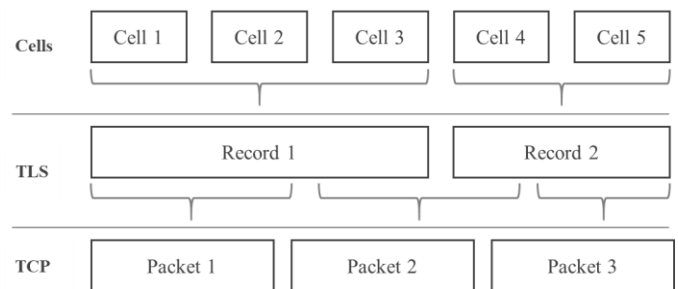 Cells Cell 1 Cell 2 Cell 3 Cell 4 Cell 5
TLS Record 1 Record 2
TCP Packet 1 Packet 2 Packet 3